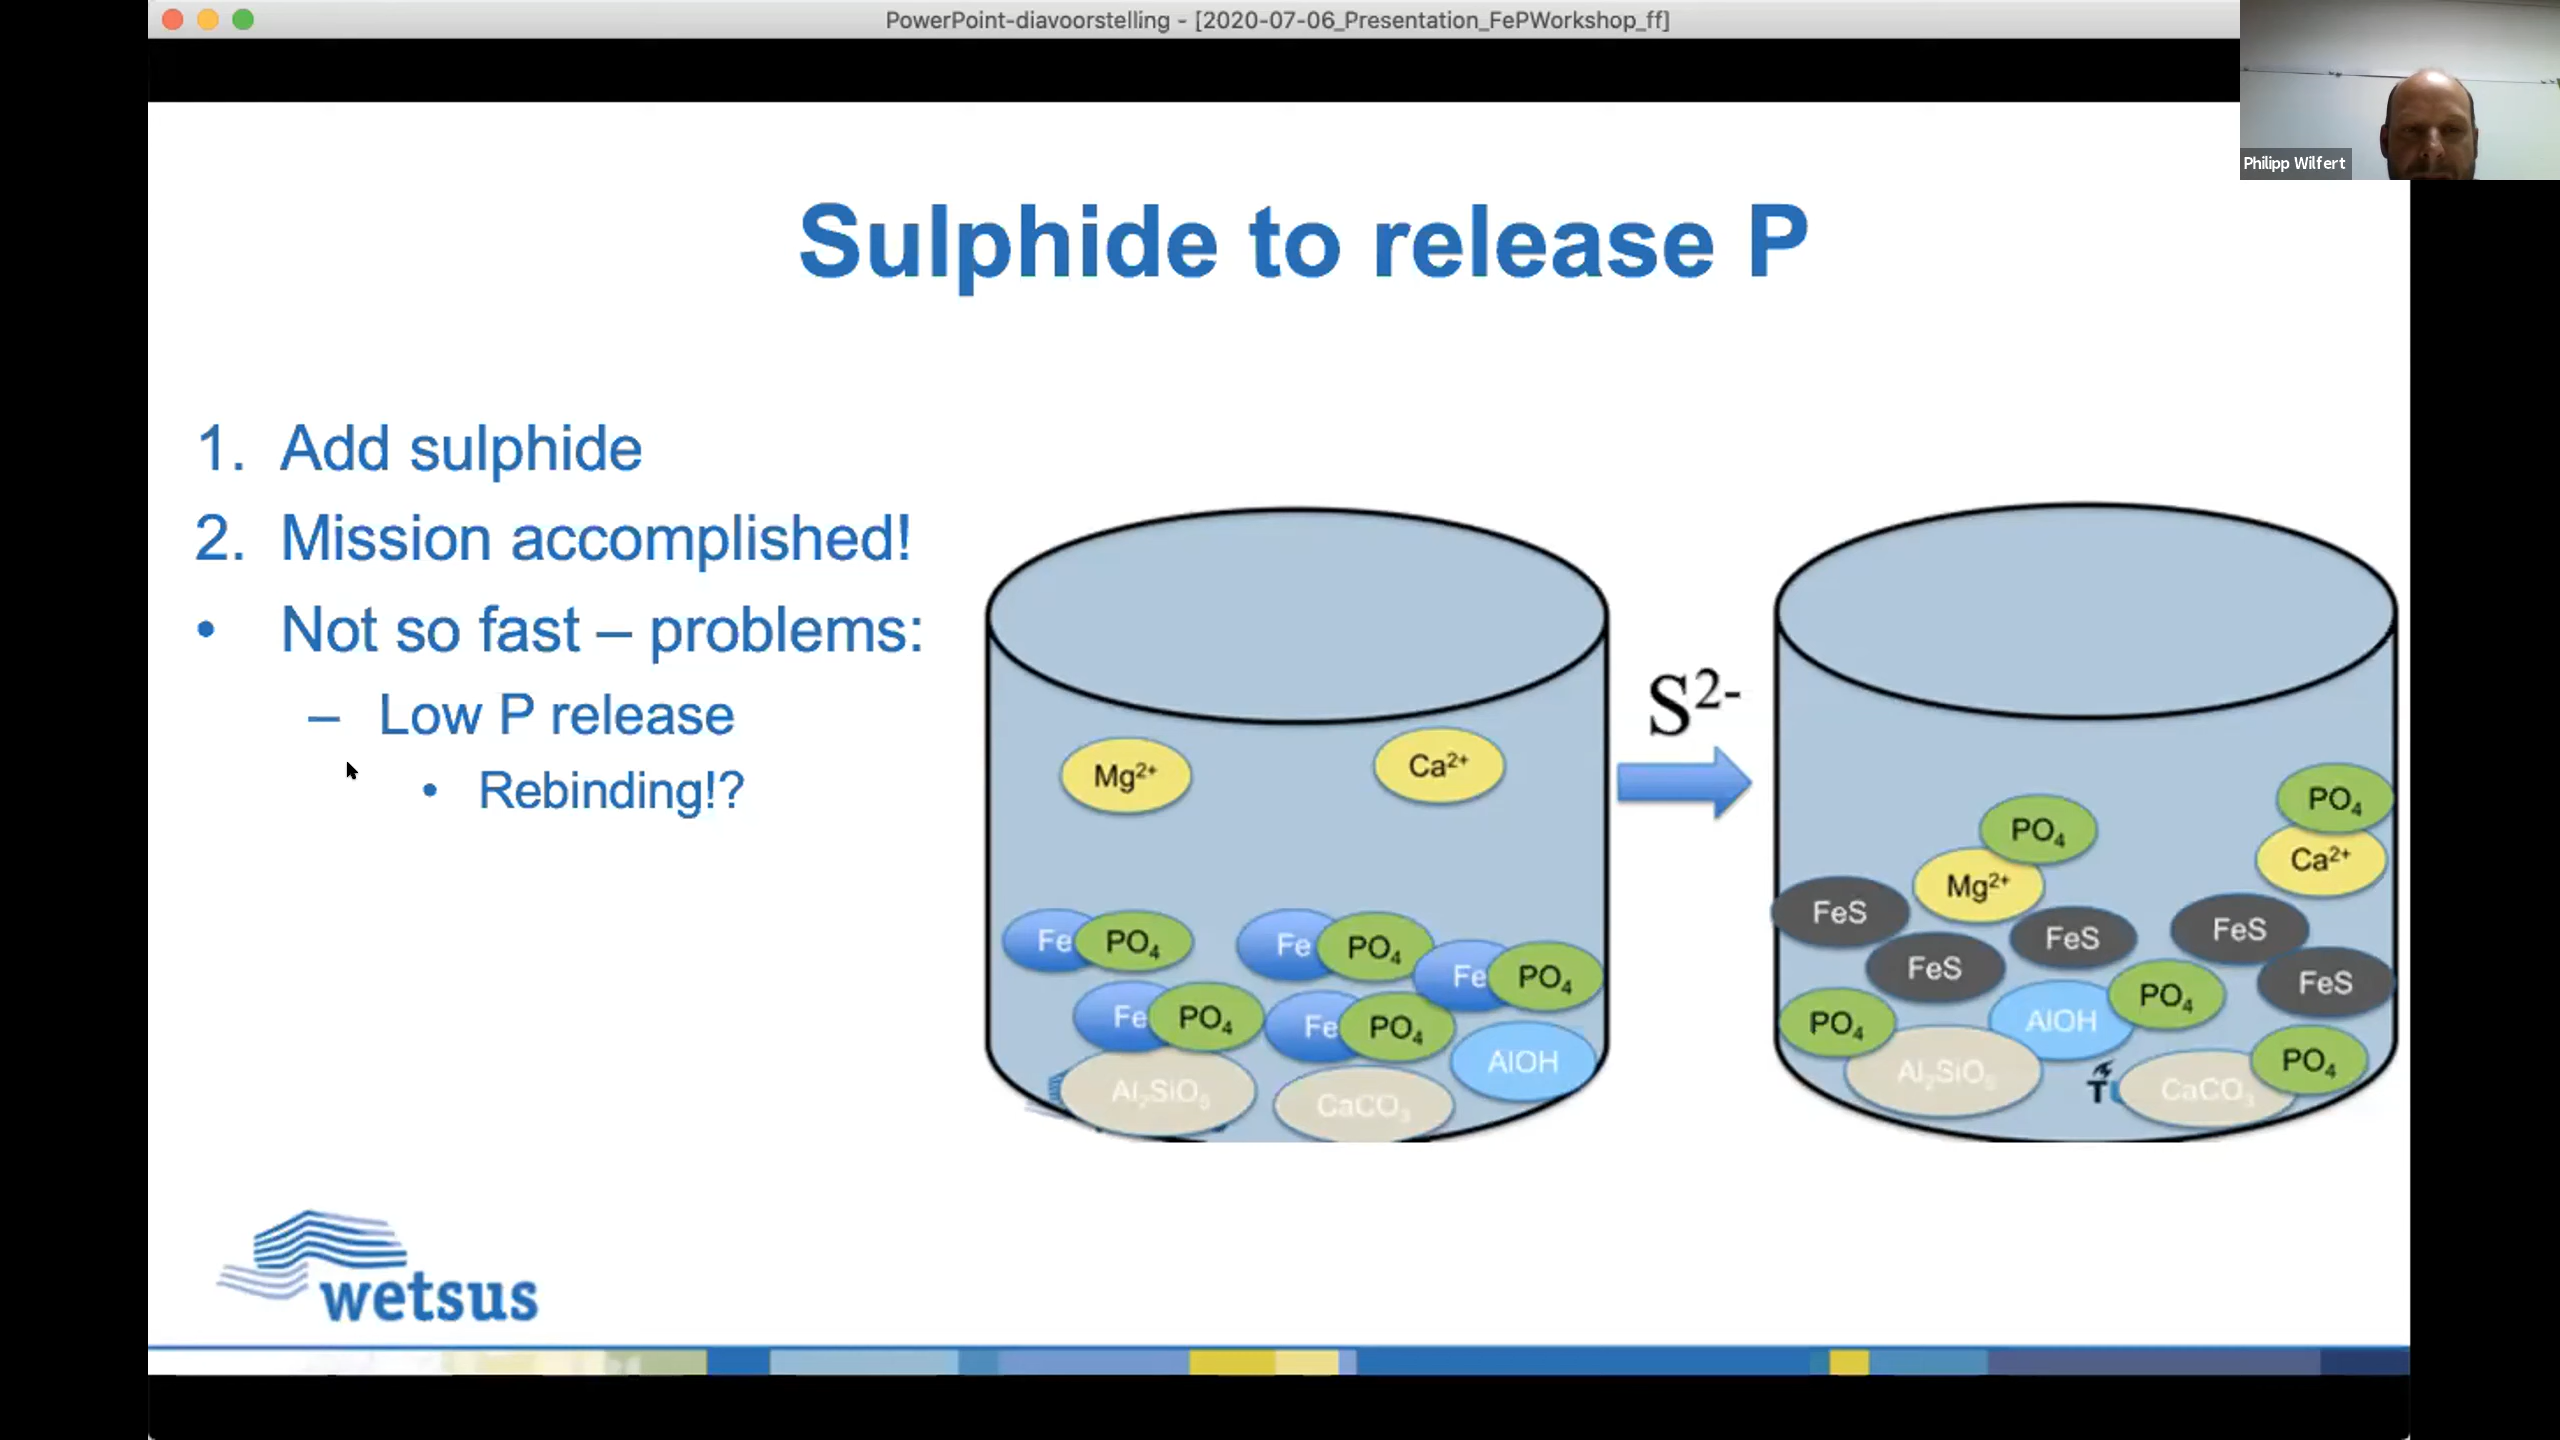 PowerPoint-diavoorstelling - [2020-07-06_Presentation_FePWorkshop_ff]
Philipp Wilfert
Sulphide to release P
1. Add sulphide
2. Mission accomplished!
• Not so fast – problems:
– Low P release
• Rebinding!?
Mg²⁺
Ca²⁺
Fe PO₄
Fe PO₄
Fe PO₄
Fe PO₄
Fe PO₄
AlOH
Al₂SiO₅
CaCO₃
S²⁻
PO₄
PO₄
Mg²⁺
Ca²⁺
FeS
FeS
FeS
FeS
FeS
PO₄
AlOH
PO₄
Al₂SiO₅
CaCO₃
PO₄
wetsus